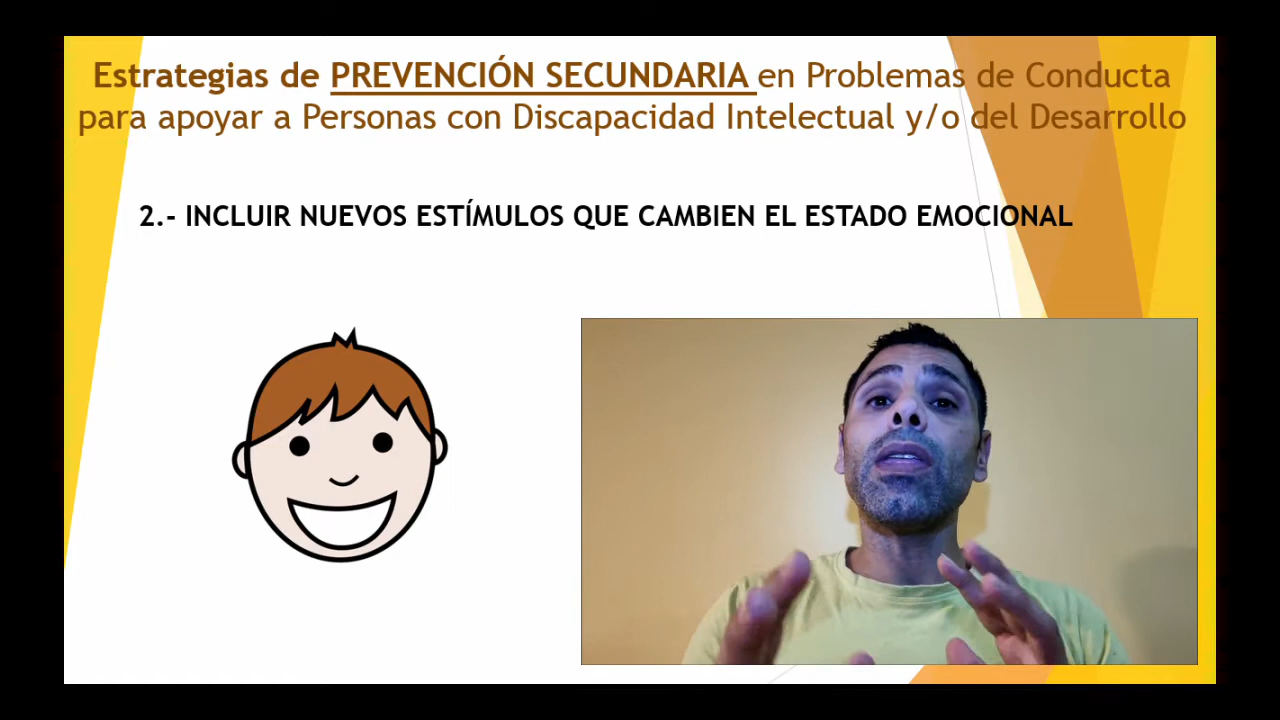 Estrategias de PREVENCIÓN SECUNDARIA en Problemas de Conducta
para apoyar a Personas con Discapacidad Intelectual y/o del Desarrollo
2.- INCLUIR NUEVOS ESTÍMULOS QUE CAMBIEN EL ESTADO EMOCIONAL